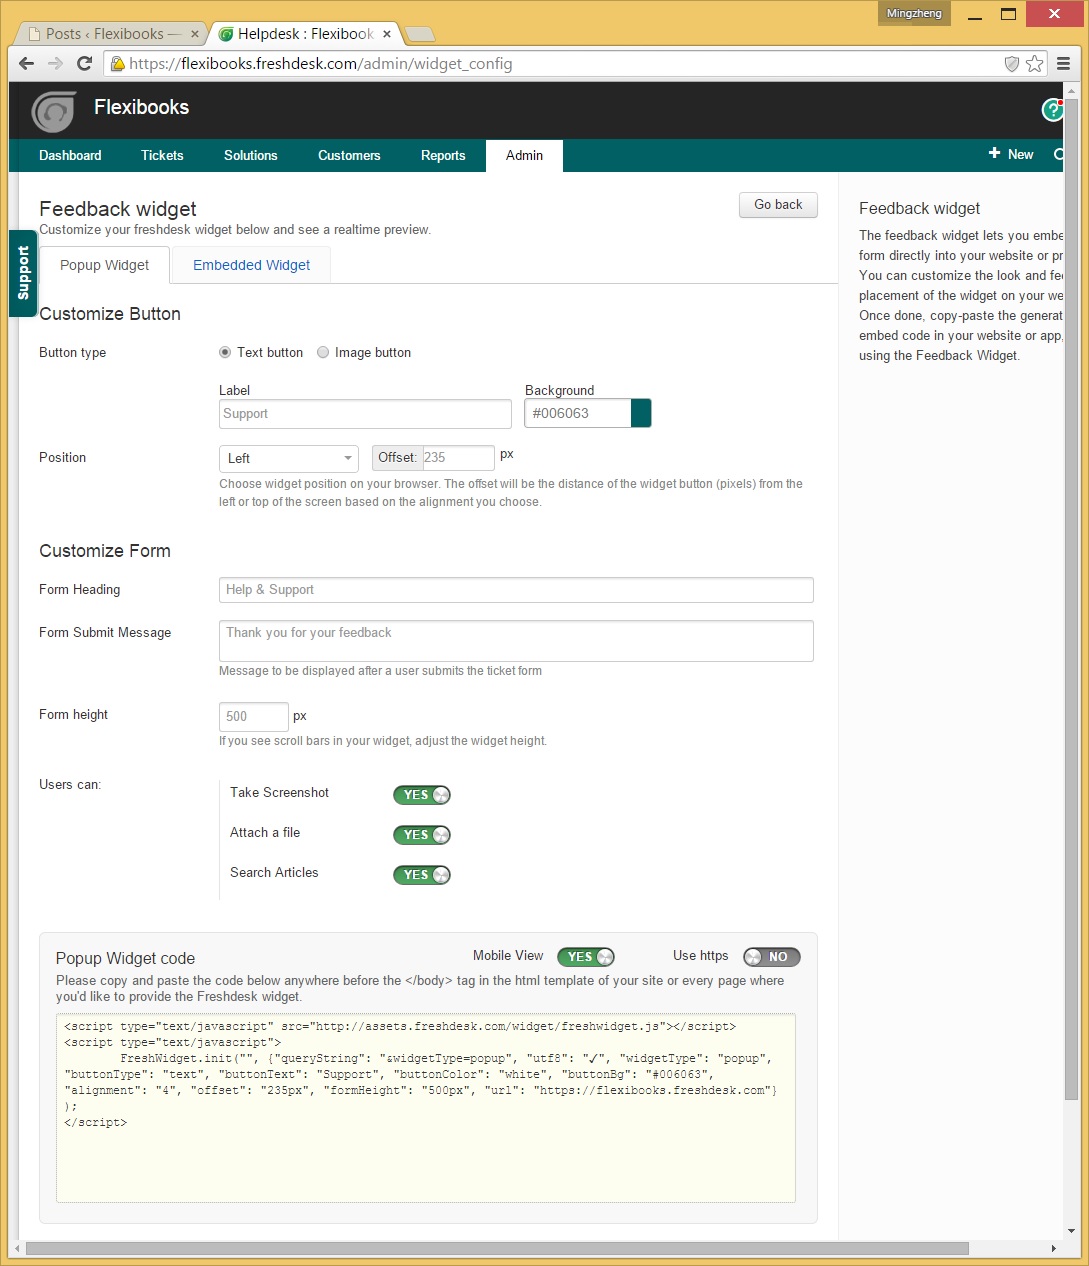 Mingzheng
Posts ‹ Flexibooks —
Helpdesk : Flexibook
https://flexibooks.freshdesk.com/admin/widget_config
Flexibooks
Dashboard Tickets Solutions Customers Reports Admin + New
Feedback widget
Go back
Customize your freshdesk widget below and see a realtime preview.
Support
Popup Widget Embedded Widget
Customize Button
Button type Text button Image button
Label Background
Support #006063
Position Left Offset: 235 px
Choose widget position on your browser. The offset will be the distance of the widget button (pixels) from the
left or top of the screen based on the alignment you choose.
Customize Form
Form Heading Help & Support
Form Submit Message Thank you for your feedback
Message to be displayed after a user submits the ticket form
Form height 500 px
If you see scroll bars in your widget, adjust the widget height.
Users can: Take Screenshot YES
Attach a file YES
Search Articles YES
Popup Widget code Mobile View YES Use https NO
Please copy and paste the code below anywhere before the </body> tag in the html template of your site or every page where
you'd like to provide the Freshdesk widget.
<script type="text/javascript" src="http://assets.freshdesk.com/widget/freshwidget.js"></script>
<script type="text/javascript">
FreshWidget.init("", {"queryString": "&widgetType=popup", "utf8": "✓", "widgetType": "popup",
"buttonType": "text", "buttonText": "Support", "buttonColor": "white", "buttonBg": "#006063",
"alignment": "4", "offset": "235px", "formHeight": "500px", "url": "https://flexibooks.freshdesk.com"}
);
</script>
Feedback widget
The feedback widget lets you embe
form directly into your website or pr
You can customize the look and fe
placement of the widget on your we
Once done, copy-paste the generat
embed code in your website or app,
using the Feedback Widget.